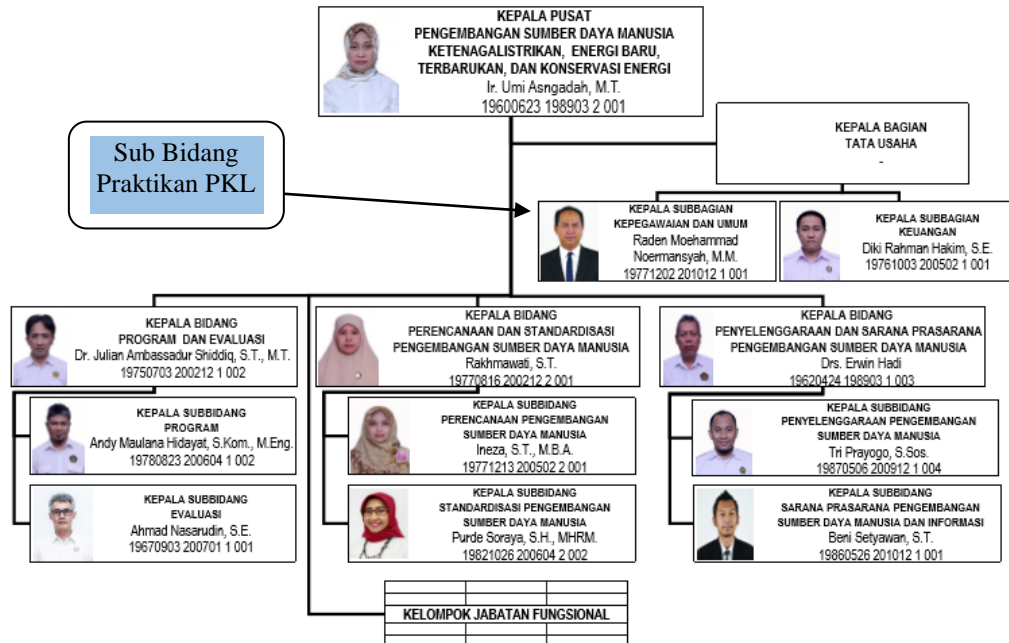 KEPALA PUSAT
PENGEMBANGAN SUMBER DAYA MANUSIA
KETENAGALISTRIKAN, ENERGI BARU,
TERBARUKAN, DAN KONSERVASI ENERGI
Ir. Umi Asngadah, M.T.
19600623 198903 2 001
KEPALA BAGIAN
TATA USAHA
-
Sub Bidang
Praktikan PKL
KEPALA SUBBAGIAN
KEPEGAWAIAN DAN UMUM
Raden Moehammad
Noermansyah, M.M.
19771202 201012 1 001
KEPALA SUBBAGIAN
KEUANGAN
Diki Rahman Hakim, S.E.
19761003 200502 1 001
KEPALA BIDANG
PROGRAM DAN EVALUASI
Dr. Julian Ambassadur Shiddiq, S.T., M.T.
19750703 200212 1 002
KEPALA BIDANG
PERENCANAAN DAN STANDARDISASI
PENGEMBANGAN SUMBER DAYA MANUSIA
Rakhmawati, S.T.
19770816 200212 2 001
KEPALA BIDANG
PENYELENGGARAAN DAN SARANA PRASARANA
PENGEMBANGAN SUMBER DAYA MANUSIA
Drs. Erwin Hadi
19620424 198903 1 003
KEPALA SUBBIDANG
PROGRAM
Andy Maulana Hidayat, S.Kom., M.Eng.
19780823 200604 1 002
KEPALA SUBBIDANG
PERENCANAAN PENGEMBANGAN
SUMBER DAYA MANUSIA
Ineza, S.T., M.B.A.
19771213 200502 2 001
KEPALA SUBBIDANG
PENYELENGGARAAN PENGEMBANGAN
SUMBER DAYA MANUSIA
Tri Prayogo, S.Sos.
19870506 200912 1 004
KEPALA SUBBIDANG
EVALUASI
Ahmad Nasarudin, S.E.
19670903 200701 1 001
KEPALA SUBBIDANG
STANDARDISASI PENGEMBANGAN
SUMBER DAYA MANUSIA
Purde Soraya, S.H., MHRM.
19821026 200604 2 002
KEPALA SUBBIDANG
SARANA PRASARANA PENGEMBANGAN
SUMBER DAYA MANUSIA DAN INFORMASI
Beni Setyawan, S.T.
19860526 201012 1 001
KELOMPOK JABATAN FUNGSIONAL